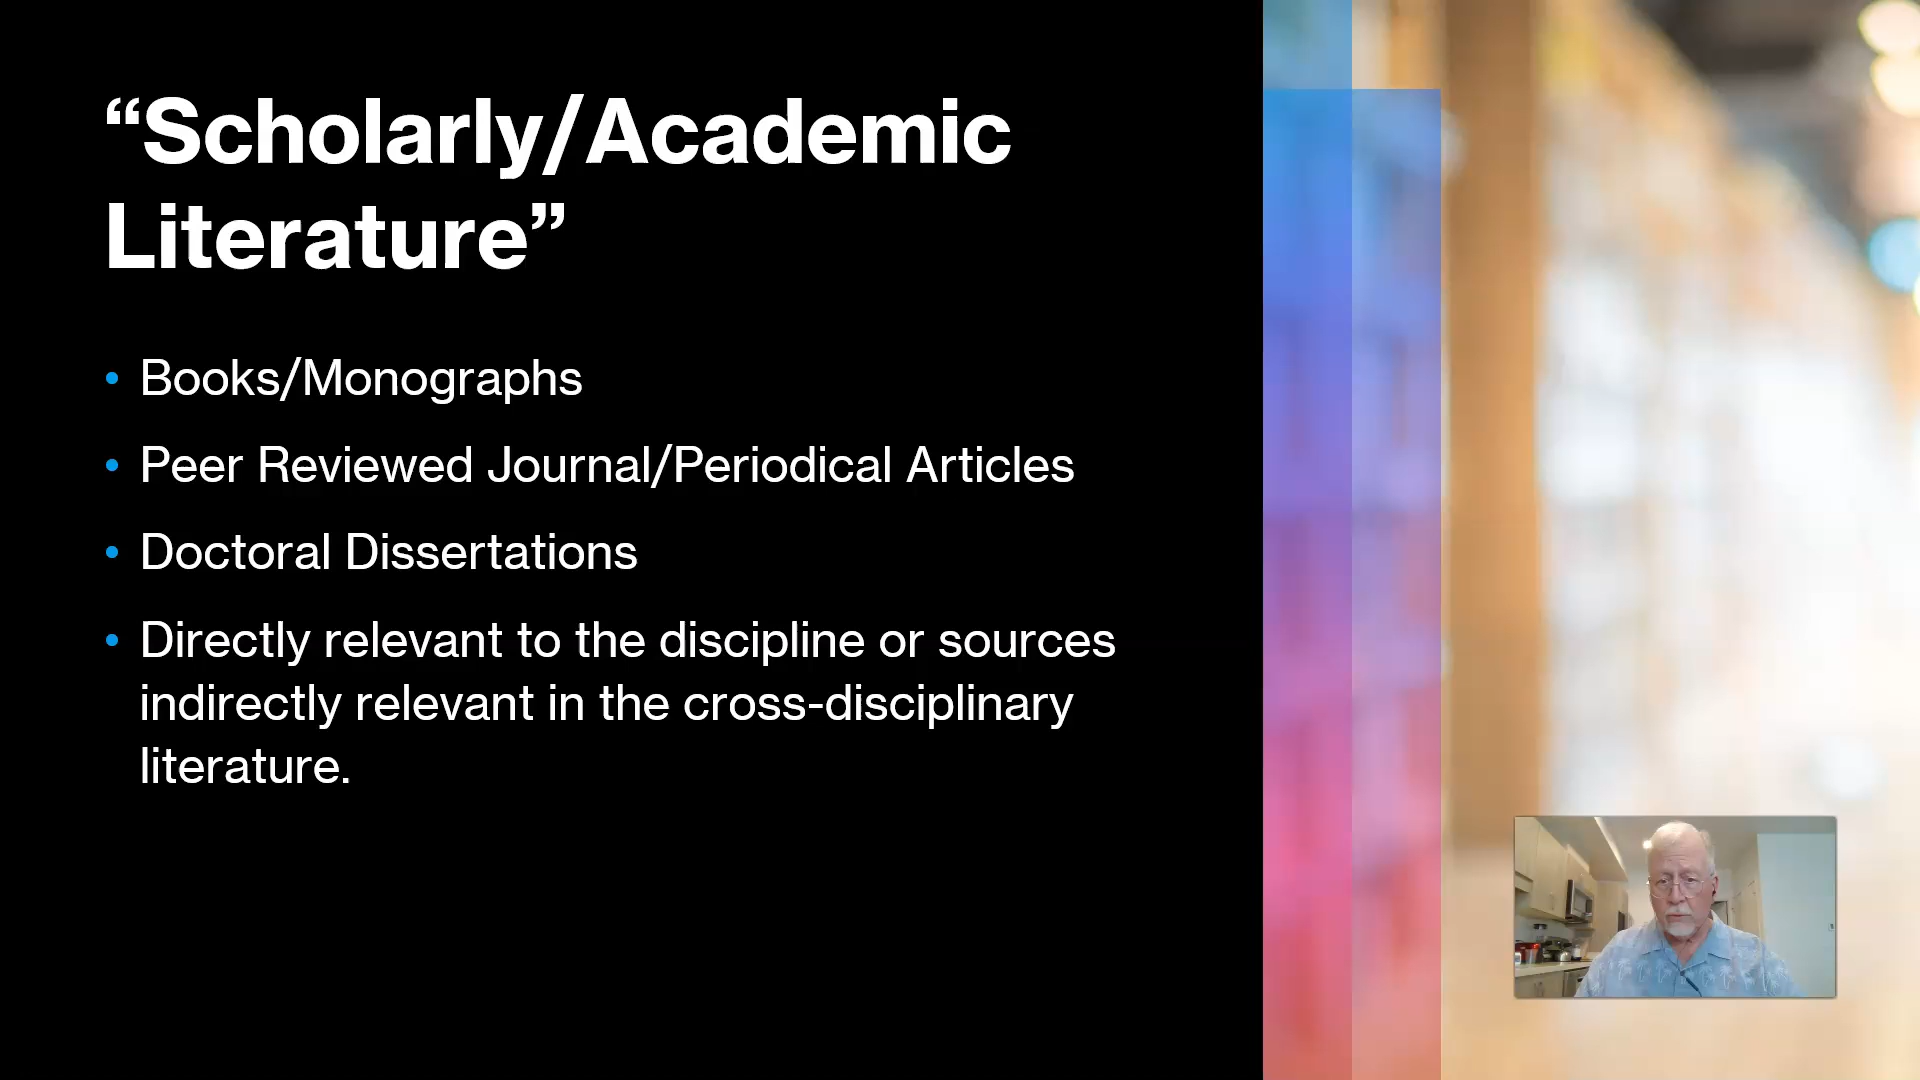 “Scholarly/Academic
Literature”
• Books/Monographs
• Peer Reviewed Journal/Periodical Articles
• Doctoral Dissertations
• Directly relevant to the discipline or sources
indirectly relevant in the cross-disciplinary
literature.